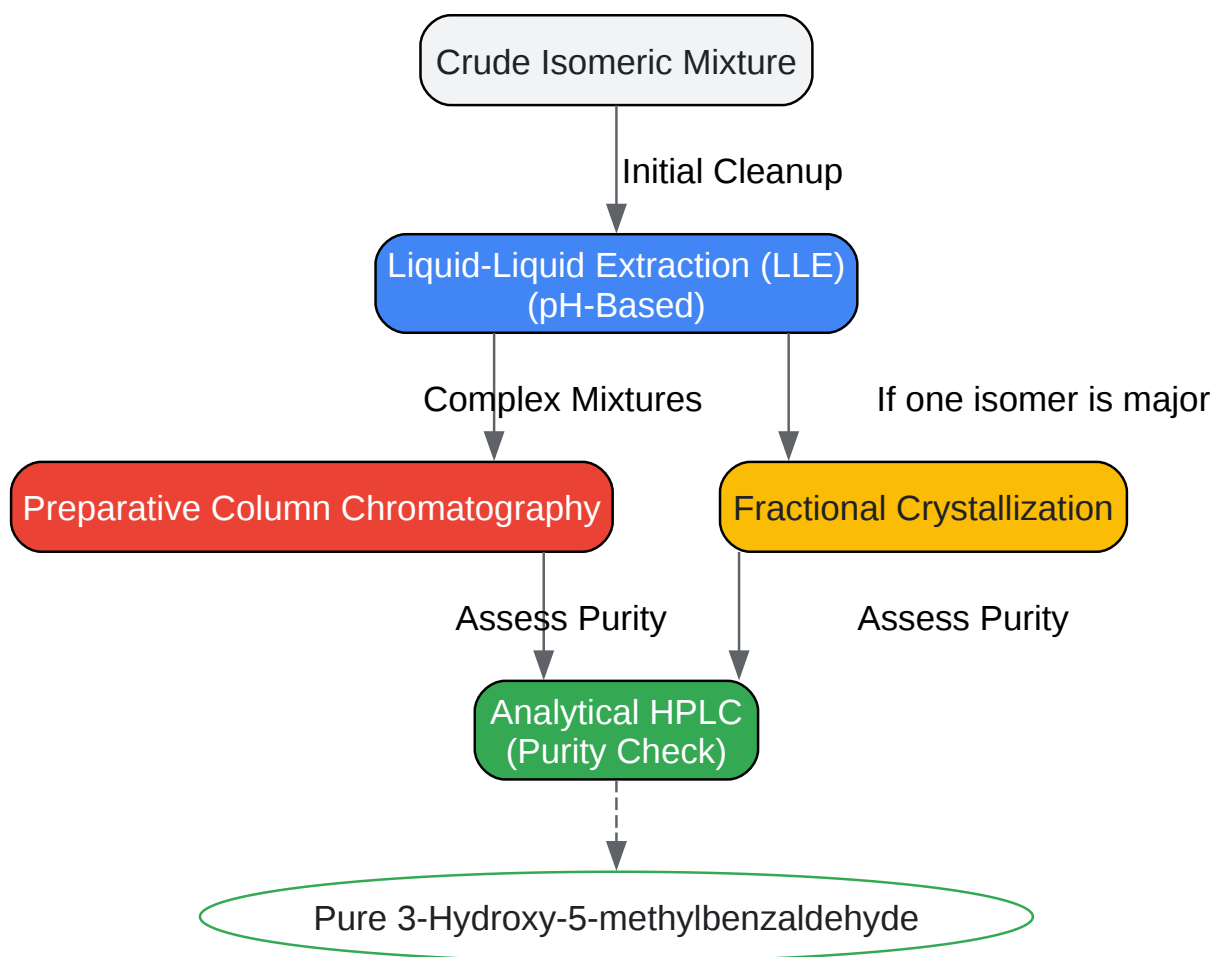 Crude Isomeric Mixture
Initial Cleanup
Liquid-Liquid Extraction (LLE)
(pH-Based)
Complex Mixtures
If one isomer is major
Preparative Column Chromatography
Fractional Crystallization
Assess Purity
Assess Purity
Analytical HPLC
(Purity Check)
Pure 3-Hydroxy-5-methylbenzaldehyde